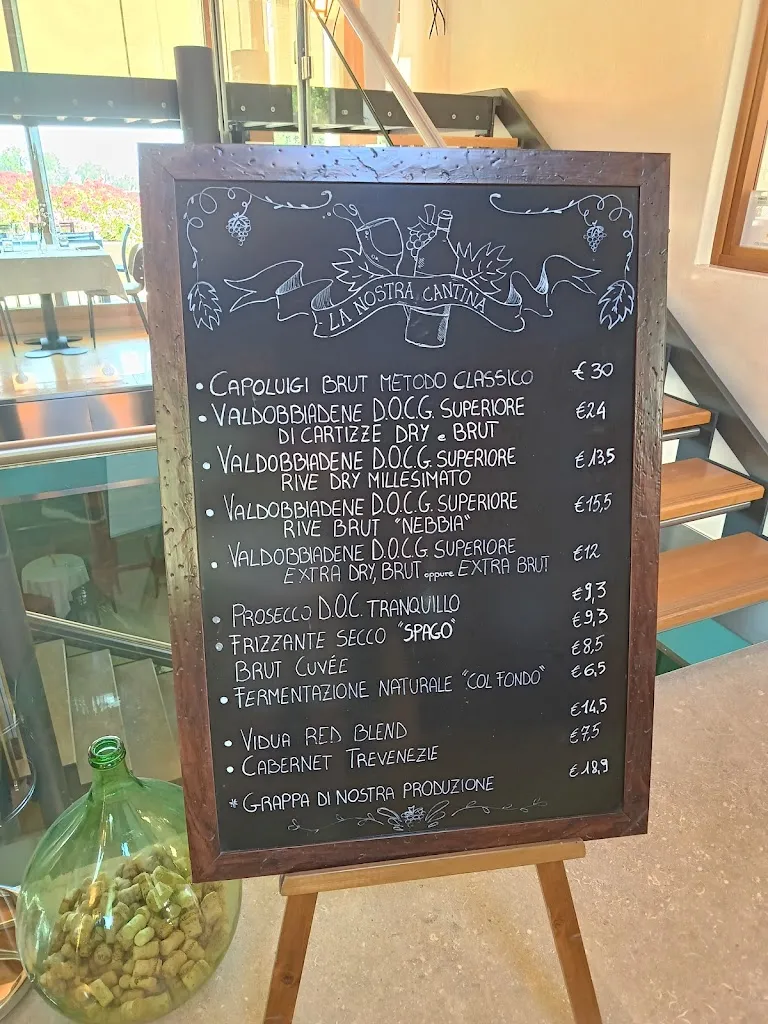 LA NOSTRA CANTINA
• CAPOLUIGI BRUT METODO CLASSICO € 30
• VALDOBBIADENE D.O.C.G. SUPERIORE €24
DI CARTIZZE DRY e BRUT
• VALDOBBIADENE D.O.C.G. SUPERIORE €13,5
RIVE DRY MILLESIMATO
• VALDOBBIADENE D.O.C.G. SUPERIORE €15,5
RIVE BRUT "NEBBIA"
• VALDOBBIADENE D.O.C.G. SUPERIORE €12
EXTRA DRY, BRUT oppure EXTRA BRUT
• PROSECCO D.O.C. TRANQUILLO €9,3
• FRIZZANTE SECCO "SPAGO" €9,3
BRUT CUVÉE €8,5
• FERMENTAZIONE NATURALE "COL FONDO" €6,5
• VIDUA RED BLEND €14,5
• CABERNET TREVENEZIE €7,5
* GRAPPA DI NOSTRA PRODUZIONE €18,9